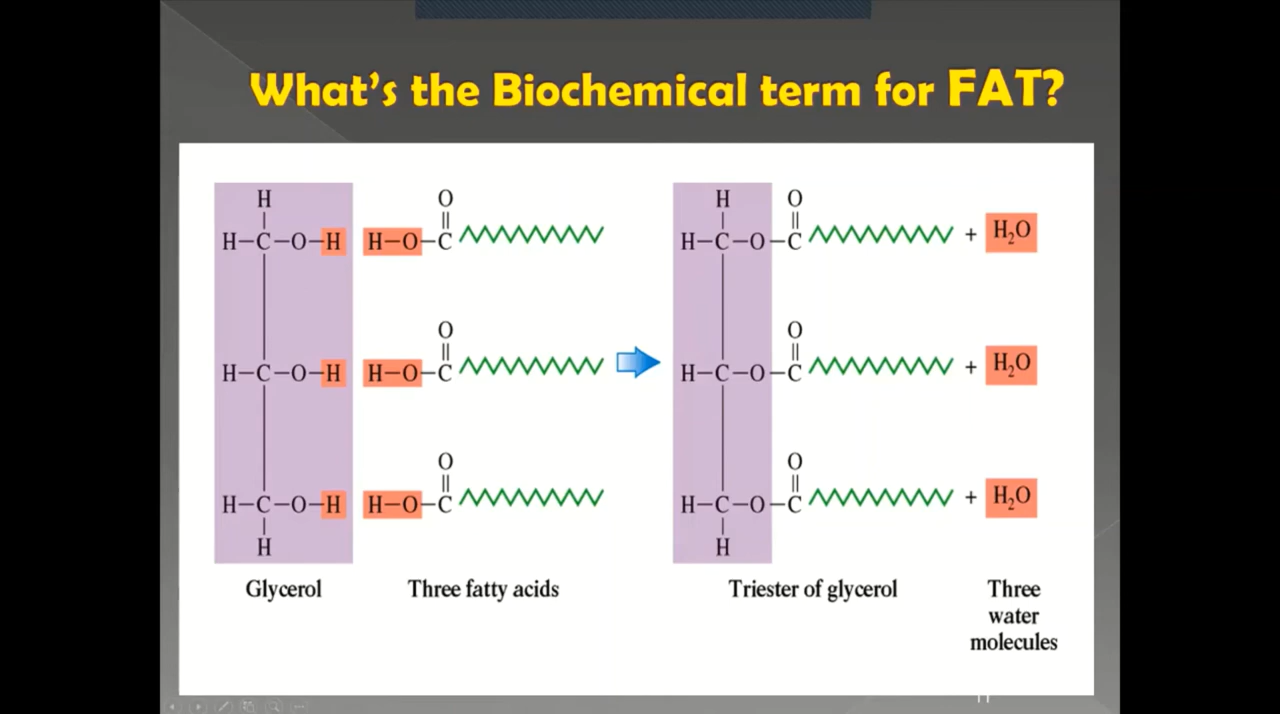 What's the Biochemical term for FAT?
H O H O
H–C–O–H H–O–C H–C–O–C + H₂O
O O
H–C–O–H H–O–C H–C–O–C + H₂O
O O
H–C–O–H H–O–C H–C–O–C + H₂O
H H
Glycerol Three fatty acids Triester of glycerol Three
water
molecules